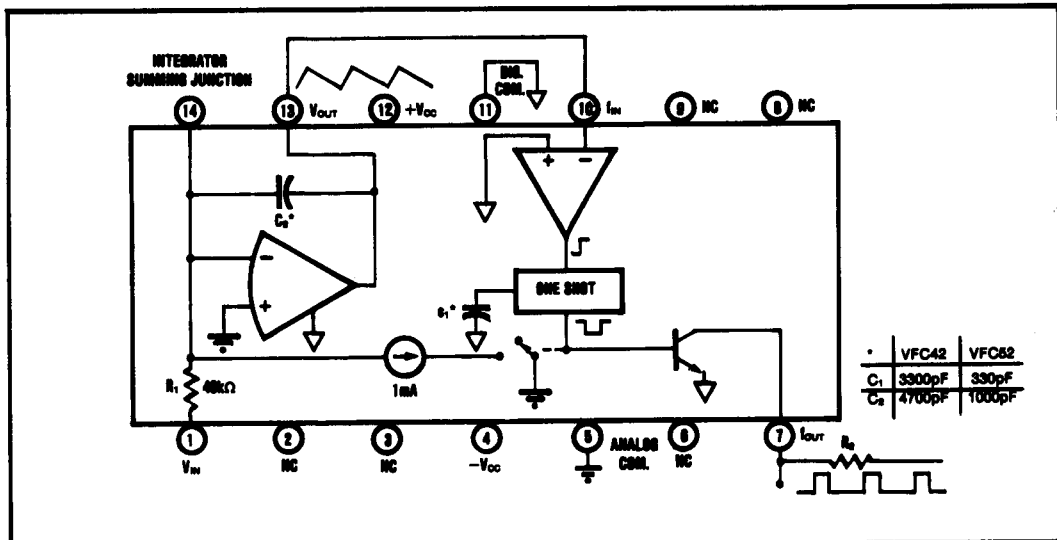 INTEGRATOR
SUMMING JUNCTION
DIG.
COM.
14
13 VOUT
12 +VCC
11
10 fIN
9 NC
8 NC
+ −
C2*
−
+
ONE SHOT
C1*
1mA
R1
40kΩ
* VFC42 VFC52
C1 3300pF 330pF
C2 4700pF 1000pF
1
VIN
2
NC
3
NC
4
−VCC
5
ANALOG
COM.
6
NC
7
fOUT
R2